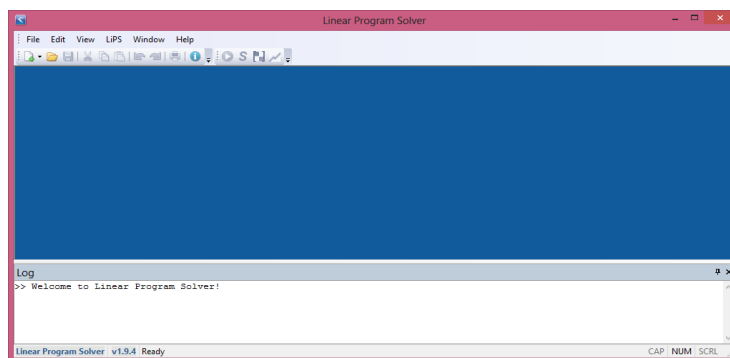 Linear Program Solver
File Edit View LiPS Window Help
S
Log
>> Welcome to Linear Program Solver!
Linear Program Solver v1.9.4 Ready CAP NUM SCRL